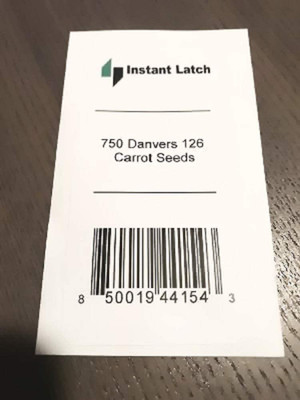 Instant Latch
750 Danvers 126
Carrot Seeds
8 50019 44154 3